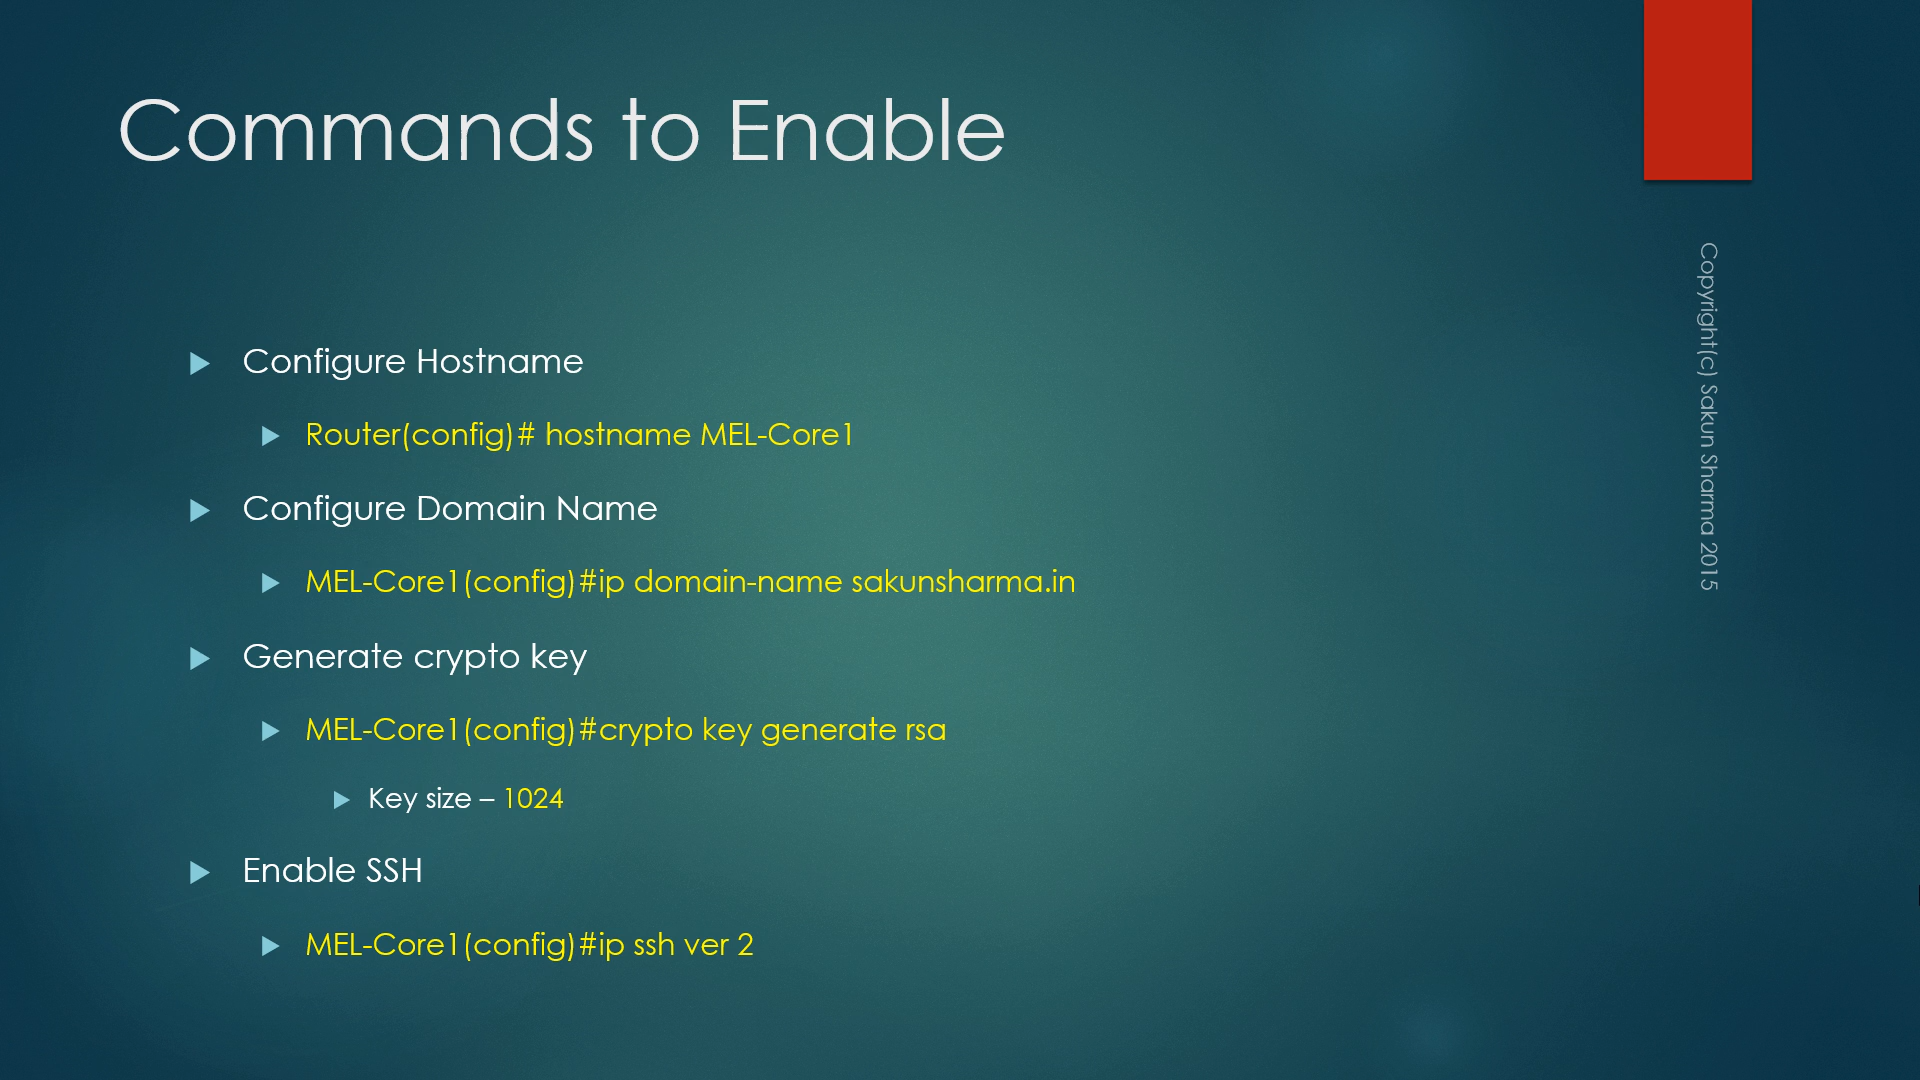 Commands to Enable
Configure Hostname
Router(config)# hostname MEL-Core1
Configure Domain Name
MEL-Core1(config)#ip domain-name sakunsharma.in
Generate crypto key
MEL-Core1(config)#crypto key generate rsa
Key size – 1024
Enable SSH
MEL-Core1(config)#ip ssh ver 2
Copyright(c) Sakun Sharma 2015